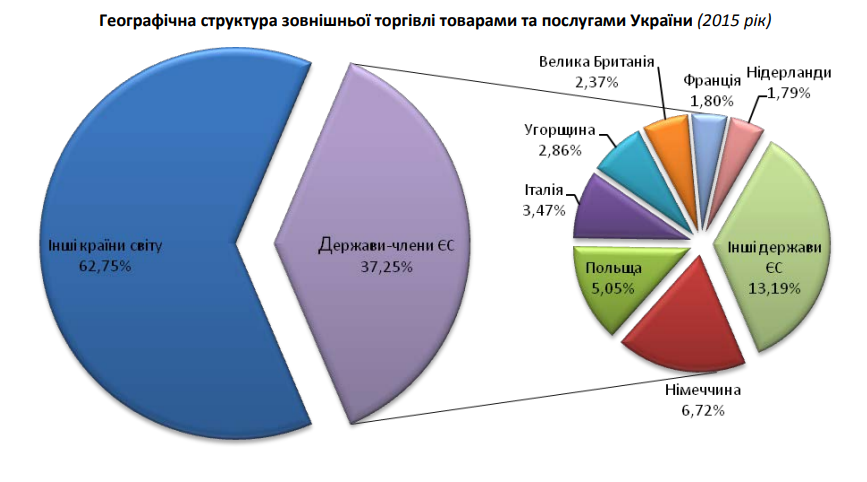 Географічна структура зовнішньої торгівлі товарами та послугами України (2015 рік)
Інші країни світу
62,75%
Держави-члени ЄС
37,25%
Велика Британія
2,37%
Франція
1,80%
Нідерланди
1,79%
Угорщина
2,86%
Італія
3,47%
Польща
5,05%
Інші держави
ЄС
13,19%
Німеччина
6,72%